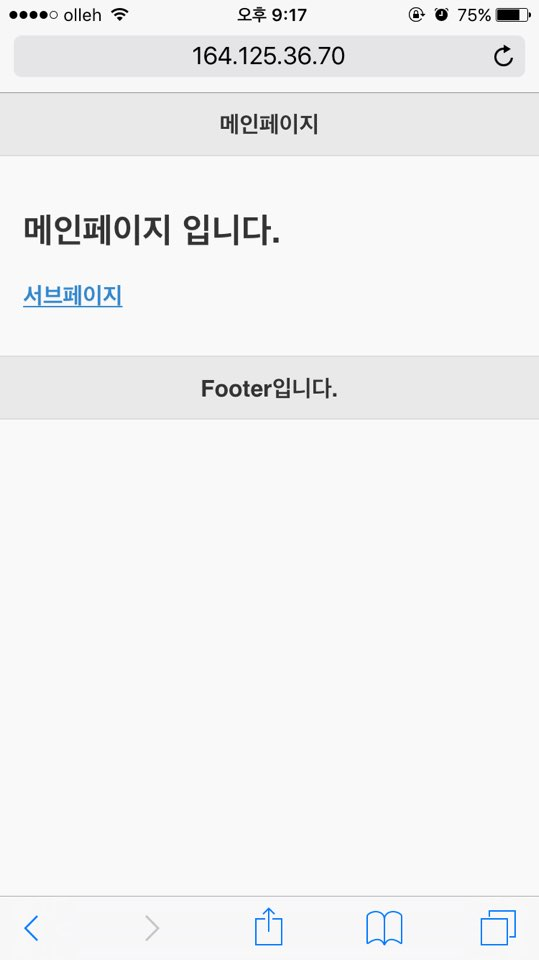 olleh 오후 9:17 75%
164.125.36.70
메인페이지
메인페이지 입니다.
서브페이지
Footer입니다.